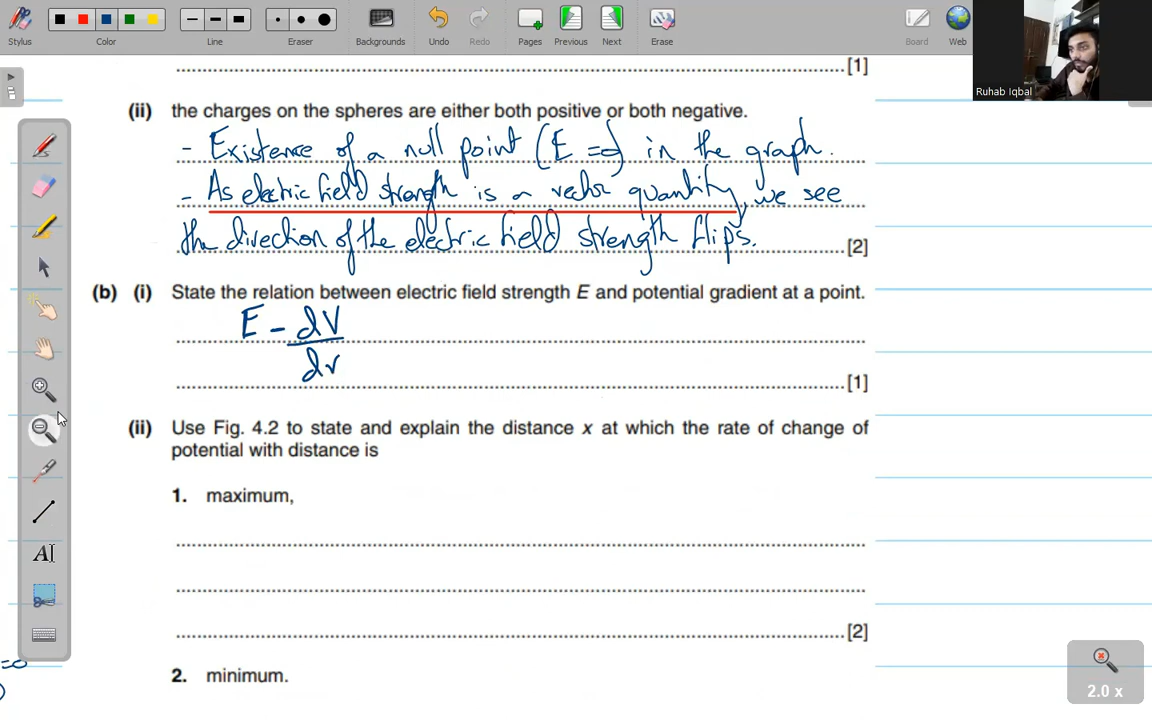 Stylus Color Line Eraser Backgrounds Undo Redo Pages Previous Next Erase Board Web
Ruhab Iqbal
[1]
(ii) the charges on the spheres are either both positive or both negative.
- Existence of a null point (E = 0) in the graph.
- As electric field strength is a vector quantity, we see
the direction of the electric field strength flips.
[2]
(b) (i) State the relation between electric field strength E and potential gradient at a point.
E - dV
dr
[1]
(ii) Use Fig. 4.2 to state and explain the distance x at which the rate of change of
potential with distance is
1. maximum,
[2]
2. minimum.
AI
=0
2.0 x